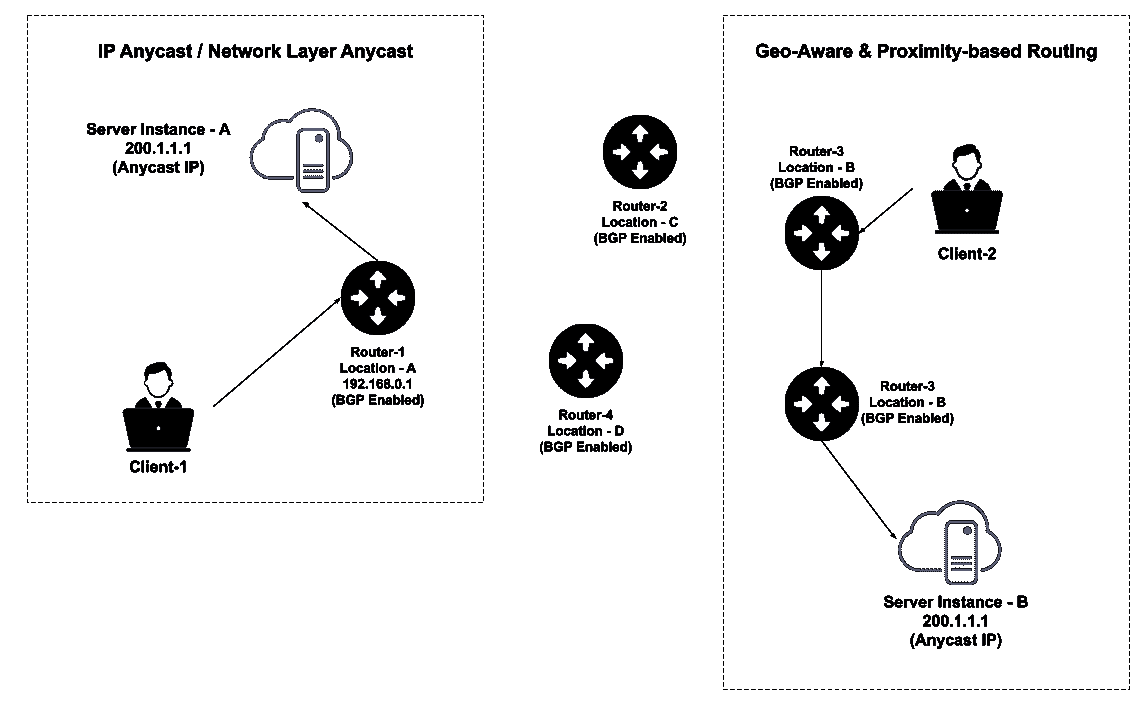 IP Anycast / Network Layer Anycast
Server Instance - A
200.1.1.1
(Anycast IP)
Router-1
Location - A
192.168.0.1
(BGP Enabled)
Client-1
Router-2
Location - C
(BGP Enabled)
Router-4
Location - D
(BGP Enabled)
Geo-Aware & Proximity-based Routing
Router-3
Location - B
(BGP Enabled)
Client-2
Router-3
Location - B
(BGP Enabled)
Server Instance - B
200.1.1.1
(Anycast IP)